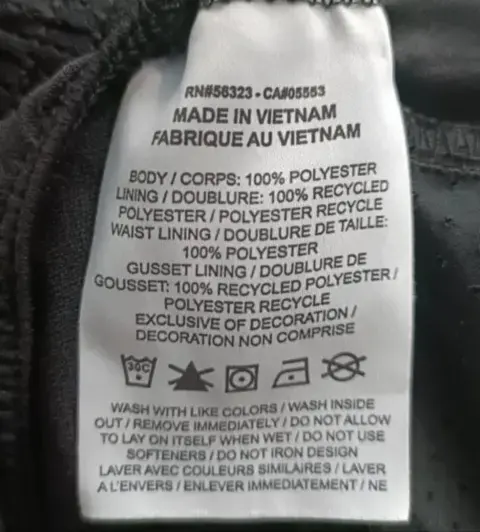 RN#56323 - CA#05553
MADE IN VIETNAM
FABRIQUE AU VIETNAM
BODY / CORPS: 100% POLYESTER
LINING / DOUBLURE: 100% RECYCLED
POLYESTER / POLYESTER RECYCLE
WAIST LINING / DOUBLURE DE TAILLE:
100% POLYESTER
GUSSET LINING / DOUBLURE DE
GOUSSET: 100% RECYCLED POLYESTER /
POLYESTER RECYCLE
EXCLUSIVE OF DECORATION /
DECORATION NON COMPRISE
30C
WASH WITH LIKE COLORS / WASH INSIDE
OUT / REMOVE IMMEDIATELY / DO NOT ALLOW
TO LAY ON ITSELF WHEN WET / DO NOT USE
SOFTENERS / DO NOT IRON DESIGN
LAVER AVEC COULEURS SIMILAIRES / LAVER
A L'ENVERS / ENLEVER IMMEDIATEMENT / NE